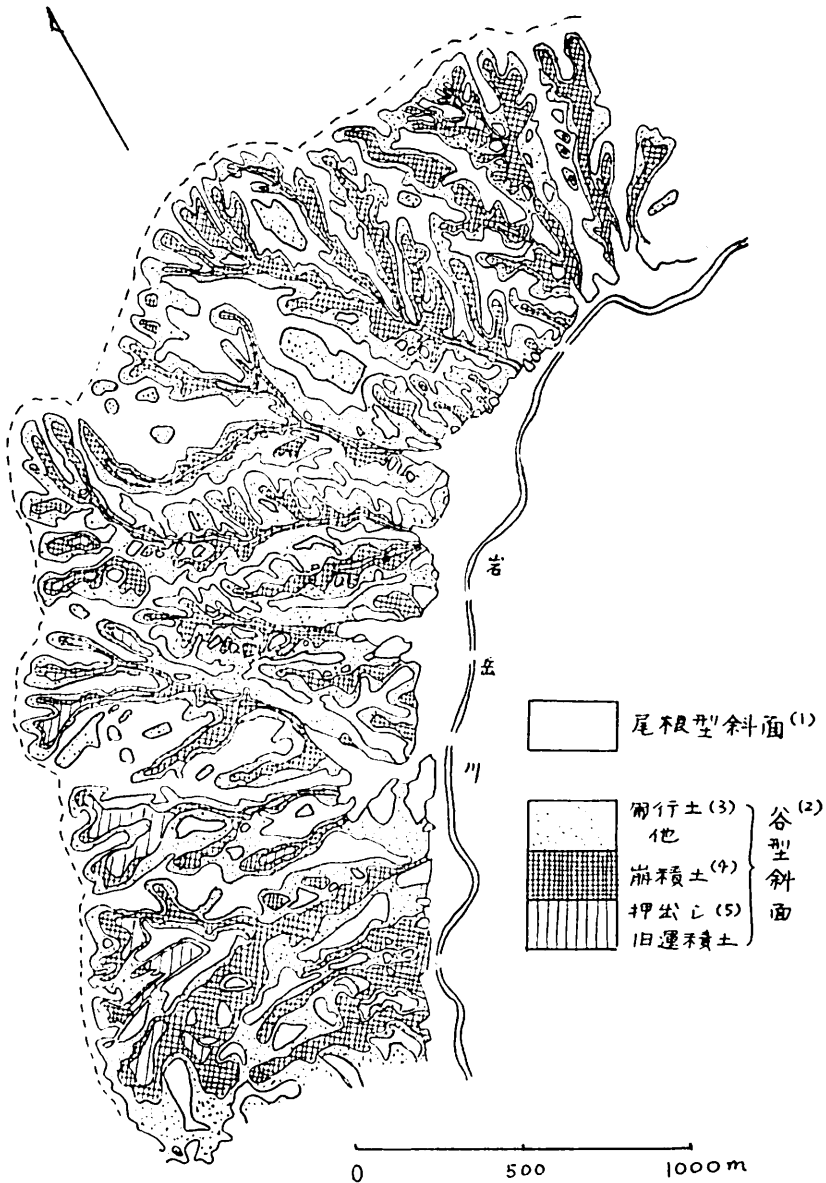 岩岳川
尾根型斜面(1)
匍行土(3)
他
崩積土(4)
押出し(5)
旧運積土
谷型斜面(2)
0 500 1000m